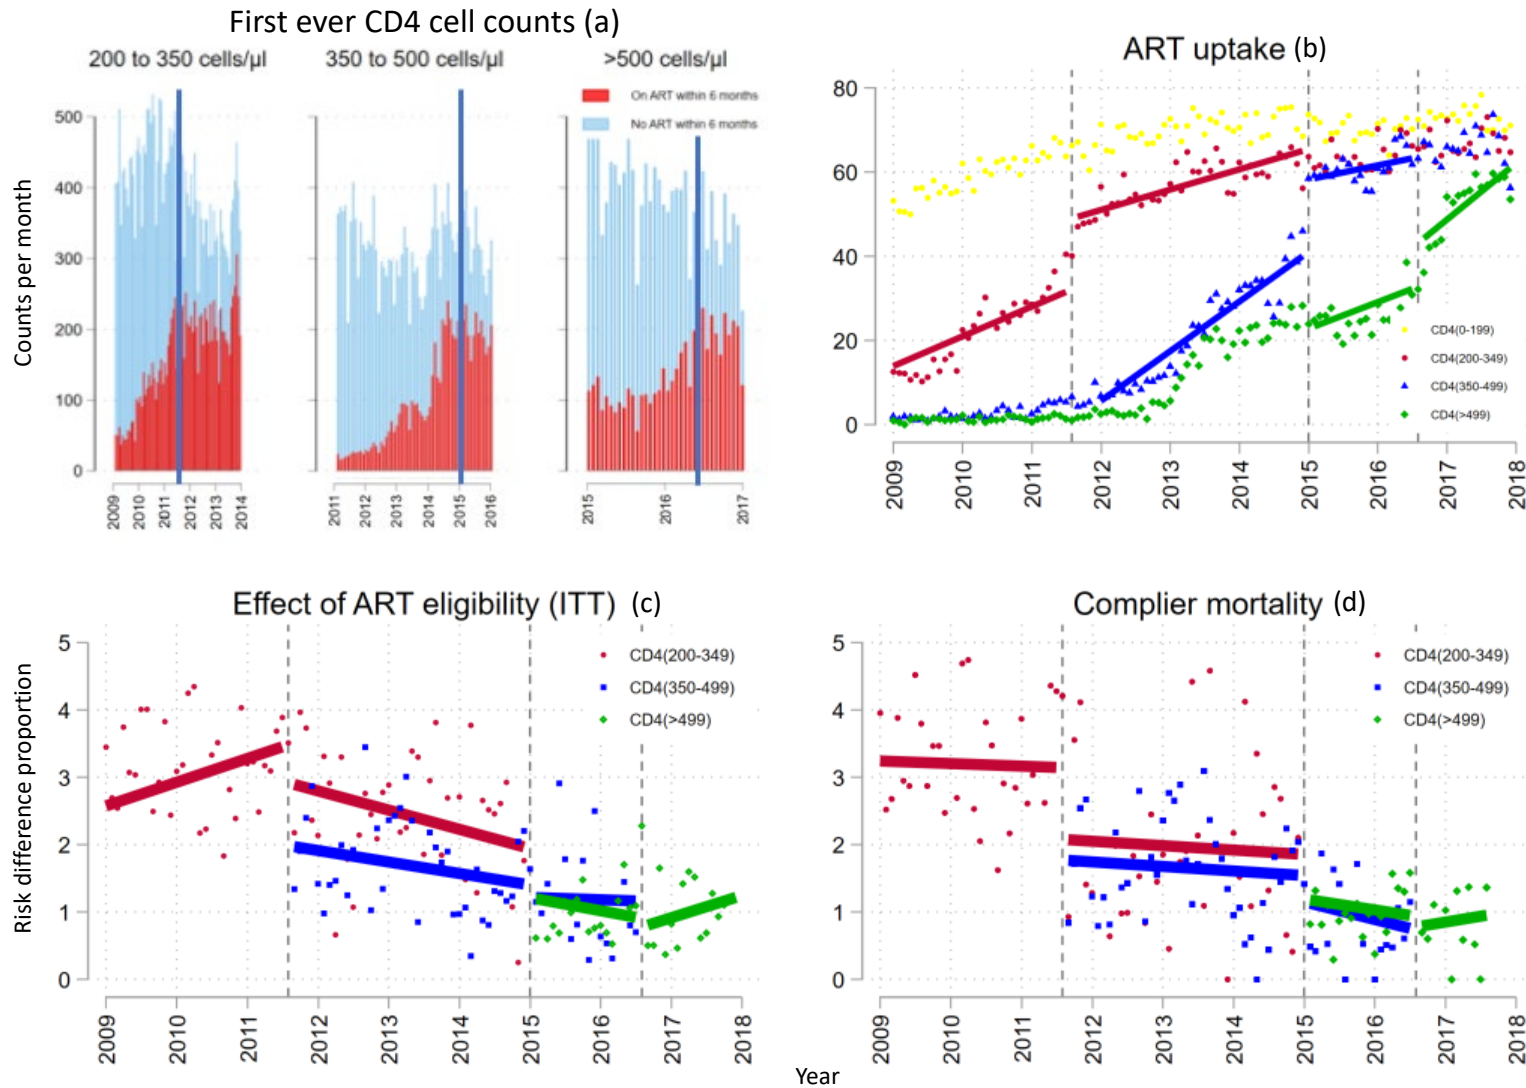 First ever CD4 cell counts (a)
200 to 350 cells/µl
350 to 500 cells/µl
>500 cells/µl
On ART within 6 months
No ART within 6 months
Counts per month
500
400
300
200
100
0
2009 2010 2011 2012 2013 2014
2011 2012 2013 2014 2015 2016
2015 2016 2017
ART uptake (b)
80
60
40
20
0
CD4(0-199)
CD4(200-349)
CD4(350-499)
CD4(>499)
2009 2010 2011 2012 2013 2014 2015 2016 2017 2018
Effect of ART eligibility (ITT) (c)
CD4(200-349)
CD4(350-499)
CD4(>499)
Risk difference proportion
5
4
3
2
1
0
2009 2010 2011 2012 2013 2014 2015 2016 2017 2018
Complier mortality (d)
CD4(200-349)
CD4(350-499)
CD4(>499)
5
4
3
2
1
0
2009 2010 2011 2012 2013 2014 2015 2016 2017 2018
Year